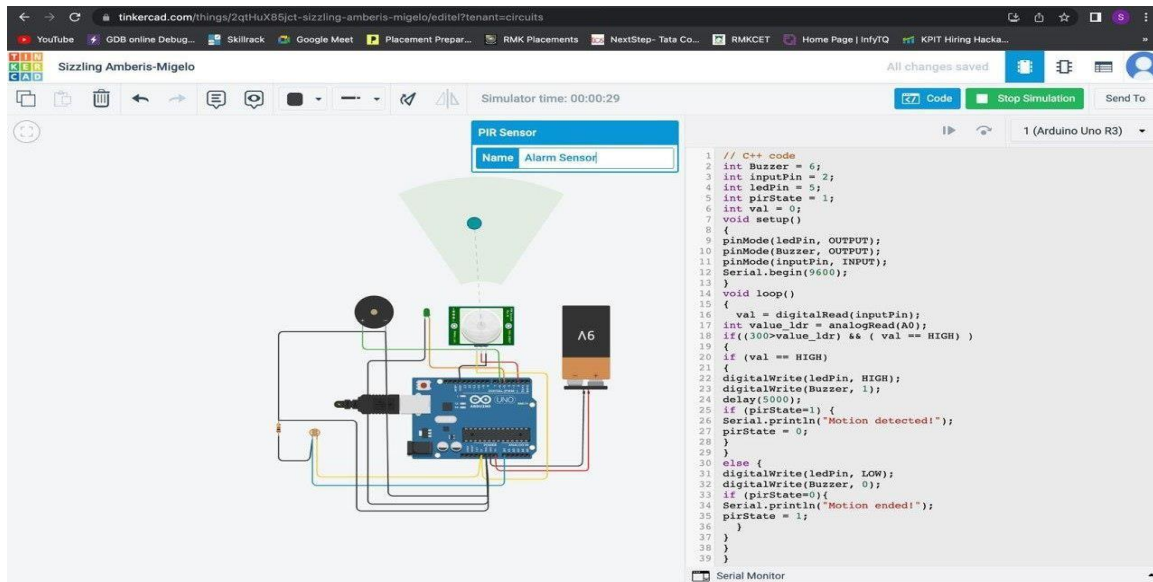 tinkercad.com/things/2qtHuX85jct-sizzling-amberis-migelo/editel?tenant=circuits
YouTube GDB online Debug... Skillrack Google Meet Placement Prepar... RMK Placements NextStep- Tata Co... RMKCET Home Page | InfyTQ KPIT Hiring Hacka... »
TIN KER CAD Sizzling Amberis-Migelo All changes saved
Simulator time: 00:00:29 Code Stop Simulation Send To
1 (Arduino Uno R3)
PIR Sensor
Name Alarm Sensor
9V
UNO
1 // C++ code
2 int Buzzer = 6;
3 int inputPin = 2;
4 int ledPin = 5;
5 int pirState = 1;
6 int val = 0;
7 void setup()
8 {
9 pinMode(ledPin, OUTPUT);
10 pinMode(Buzzer, OUTPUT);
11 pinMode(inputPin, INPUT);
12 Serial.begin(9600);
13 }
14 void loop()
15 {
16 val = digitalRead(inputPin);
17 int value_ldr = analogRead(A0);
18 if((300>value_ldr) && ( val == HIGH) )
19 {
20 if (val == HIGH)
21 {
22 digitalWrite(ledPin, HIGH);
23 digitalWrite(Buzzer, 1);
24 delay(5000);
25 if (pirState=1) {
26 Serial.println("Motion detected!");
27 pirState = 0;
28 }
29 }
30 else {
31 digitalWrite(ledPin, LOW);
32 digitalWrite(Buzzer, 0);
33 if (pirState=0){
34 Serial.println("Motion ended!");
35 pirState = 1;
36 }
37 }
38 }
39 }
Serial Monitor